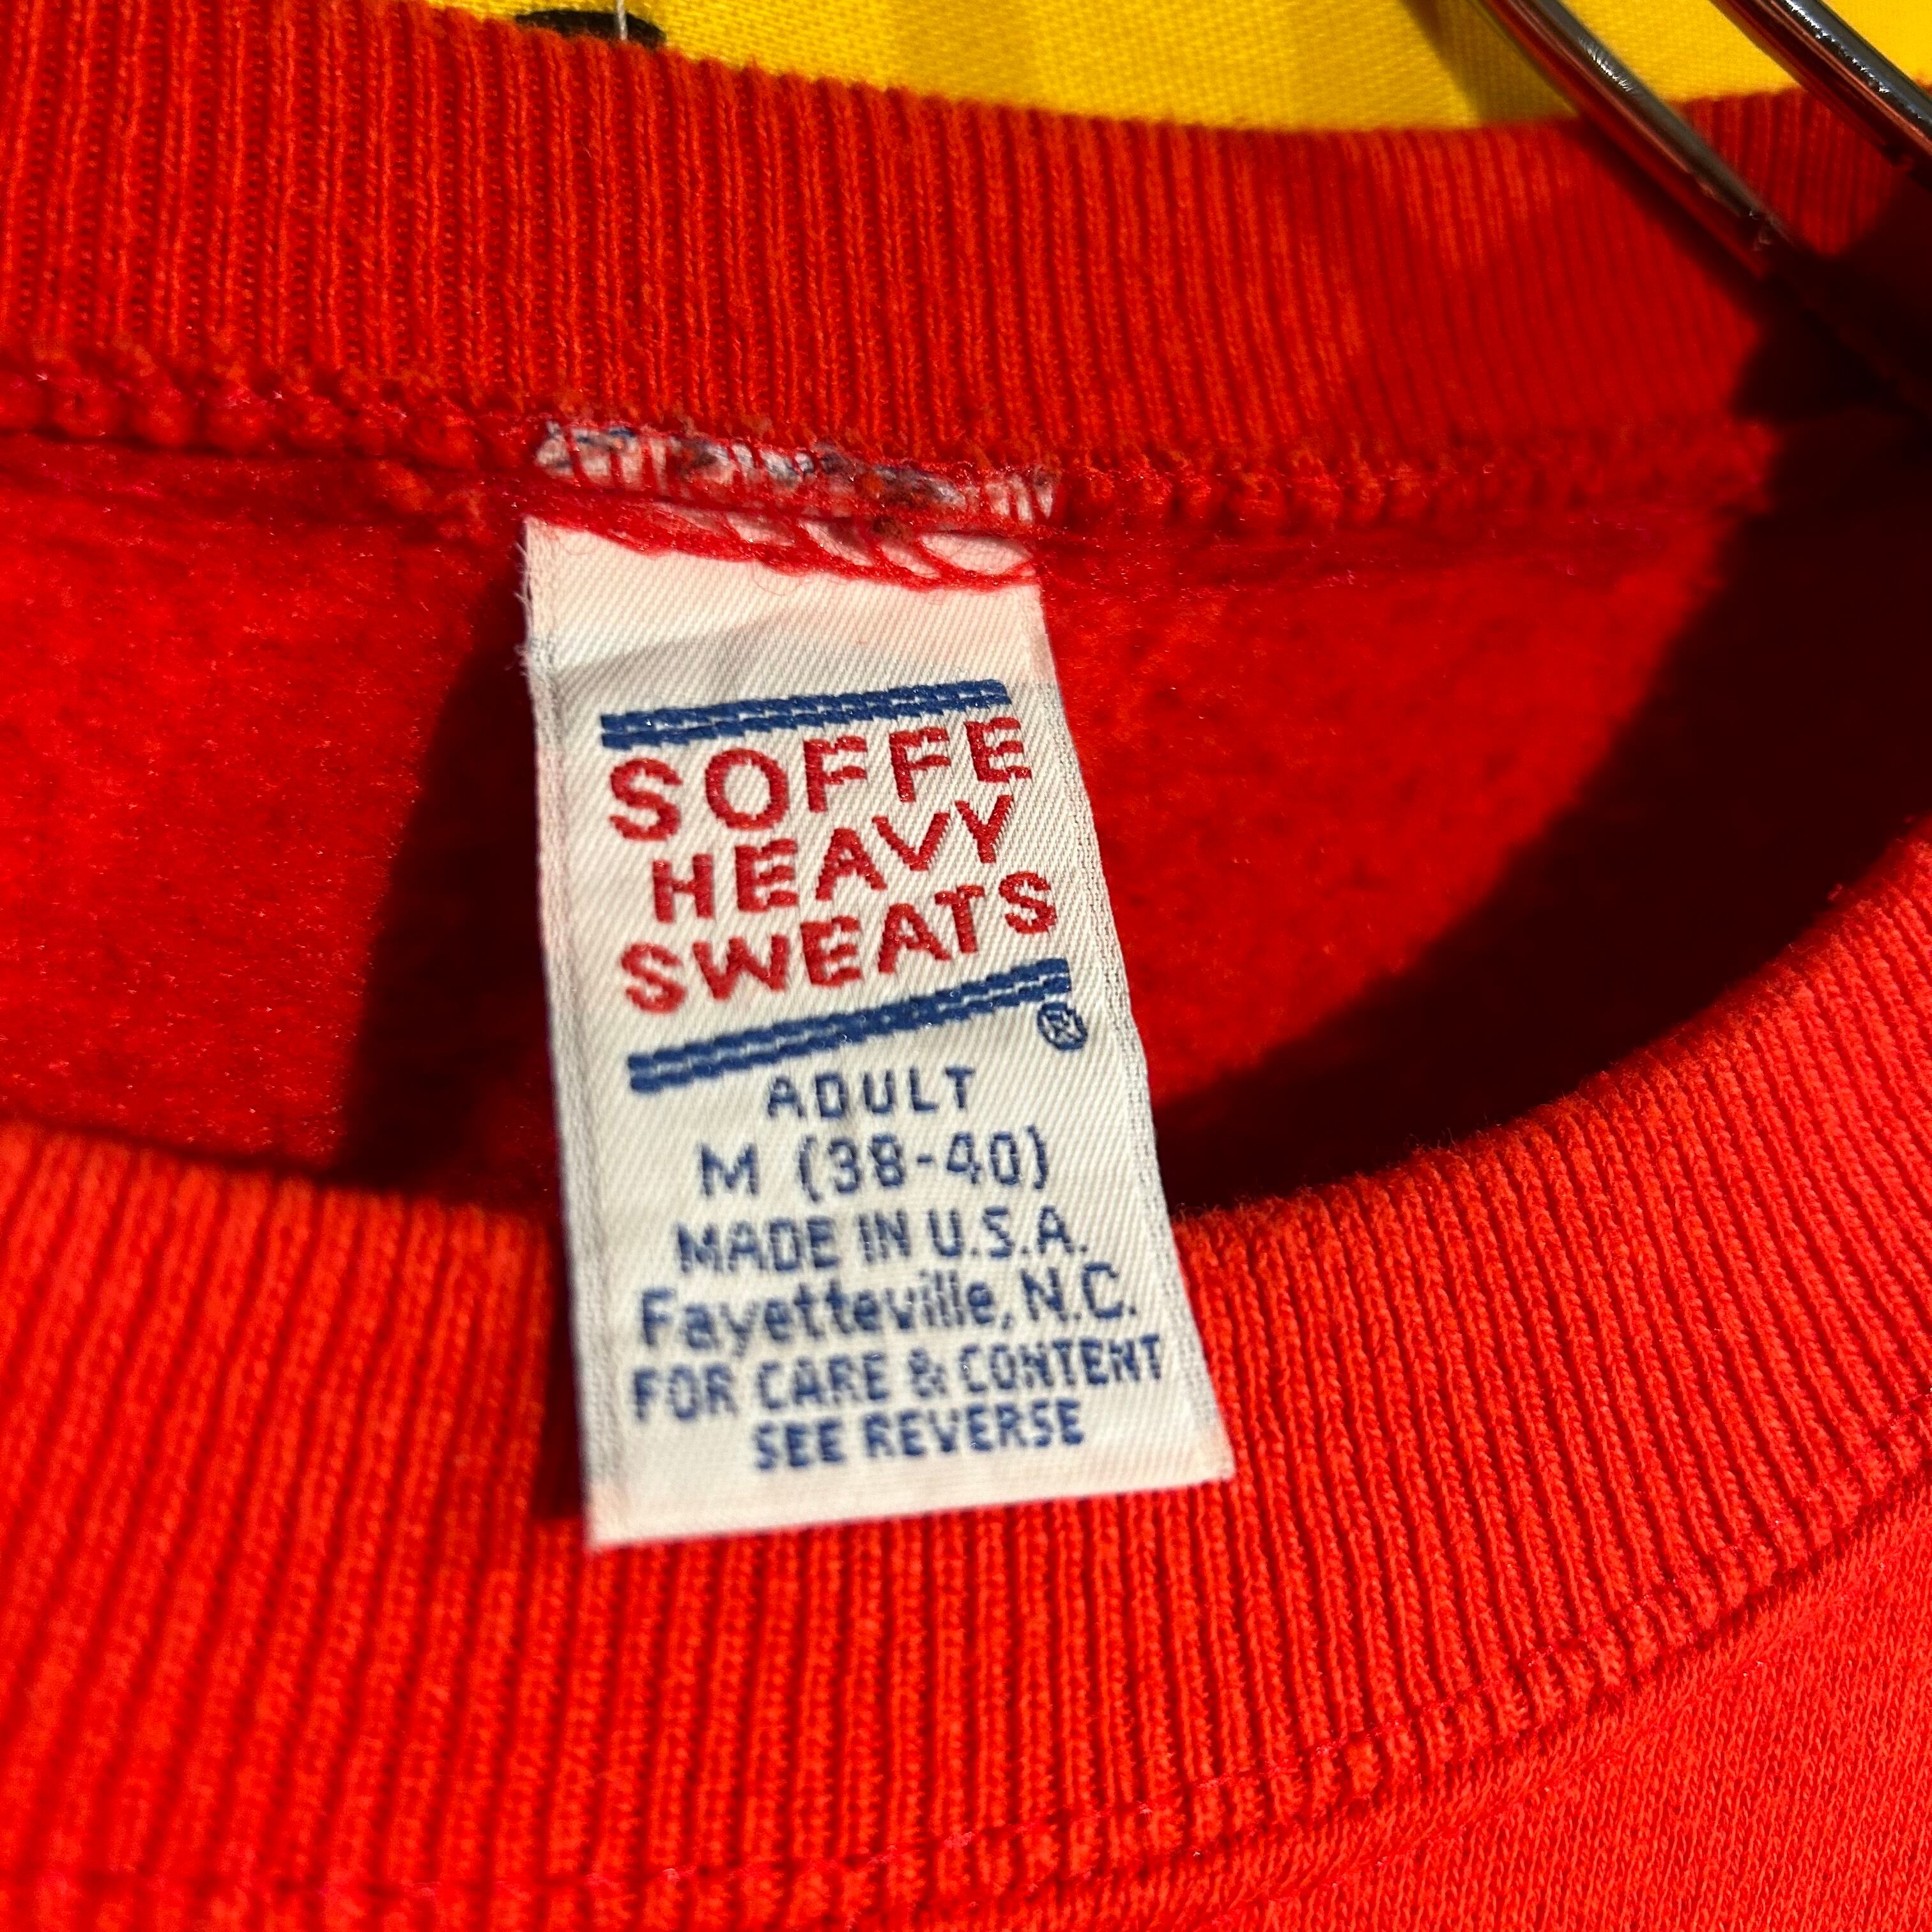 SOFFE
HEAVY
SWEATS
®
ADULT
M (38-40)
MADE IN U.S.A.
Fayetteville, N.C.
FOR CARE & CONTENT
SEE REVERSE